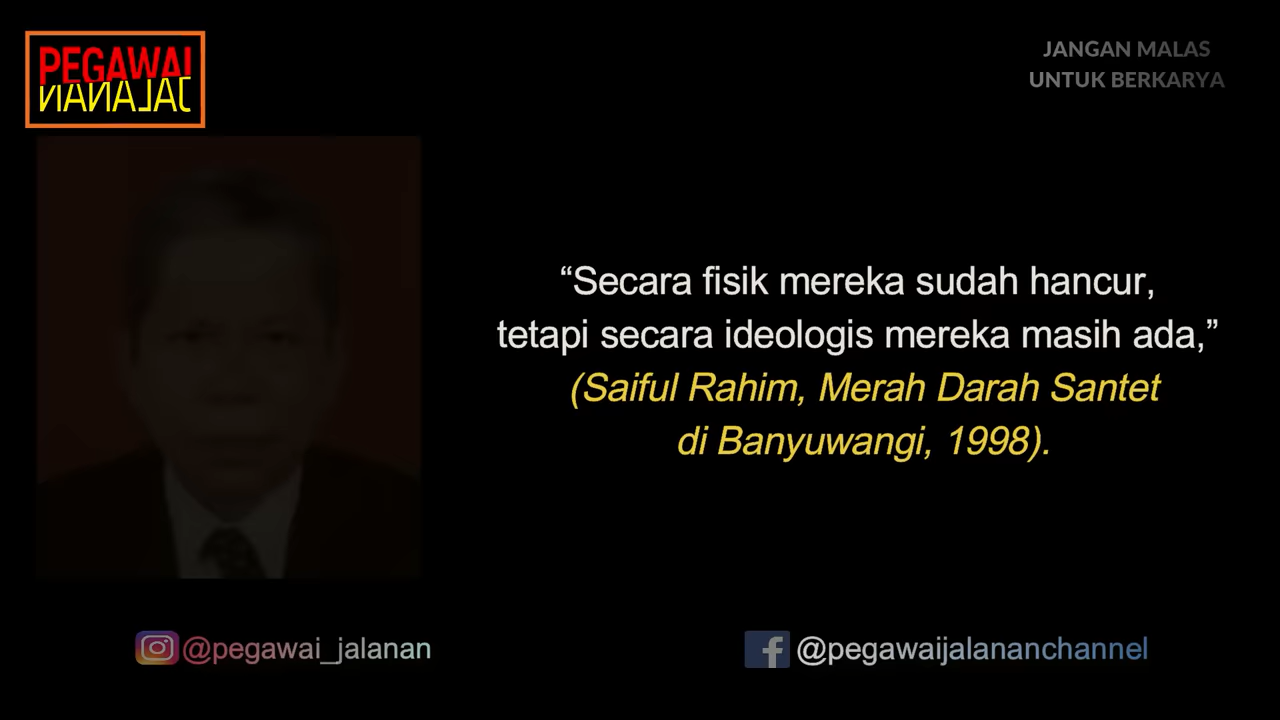 PEGAWAI
JALANAN
JANGAN MALAS
UNTUK BERKARYA
“Secara fisik mereka sudah hancur,
tetapi secara ideologis mereka masih ada,”
(Saiful Rahim, Merah Darah Santet
di Banyuwangi, 1998).
@pegawai_jalanan
@pegawaijalananchannel